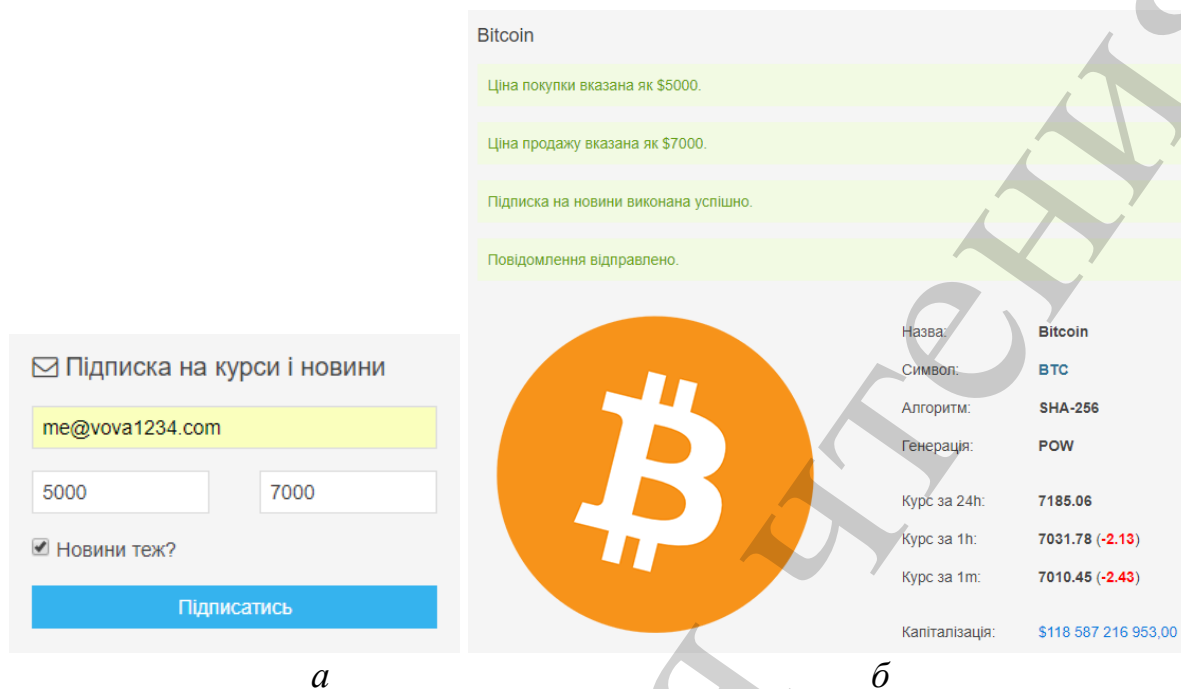 Підписка на курси і новини
me@vova1234.com
5000 7000
Новини теж?
Підписатись
а
Bitcoin
Ціна покупки вказана як $5000.
Ціна продажу вказана як $7000.
Підписка на новини виконана успішно.
Повідомлення відправлено.
Назва: Bitcoin
Символ: BTC
Алгоритм: SHA-256
Генерація: POW
Курс за 24h: 7185.06
Курс за 1h: 7031.78 (-2.13)
Курс за 1m: 7010.45 (-2.43)
Капіталізація: $118 587 216 953,00
б
чтения